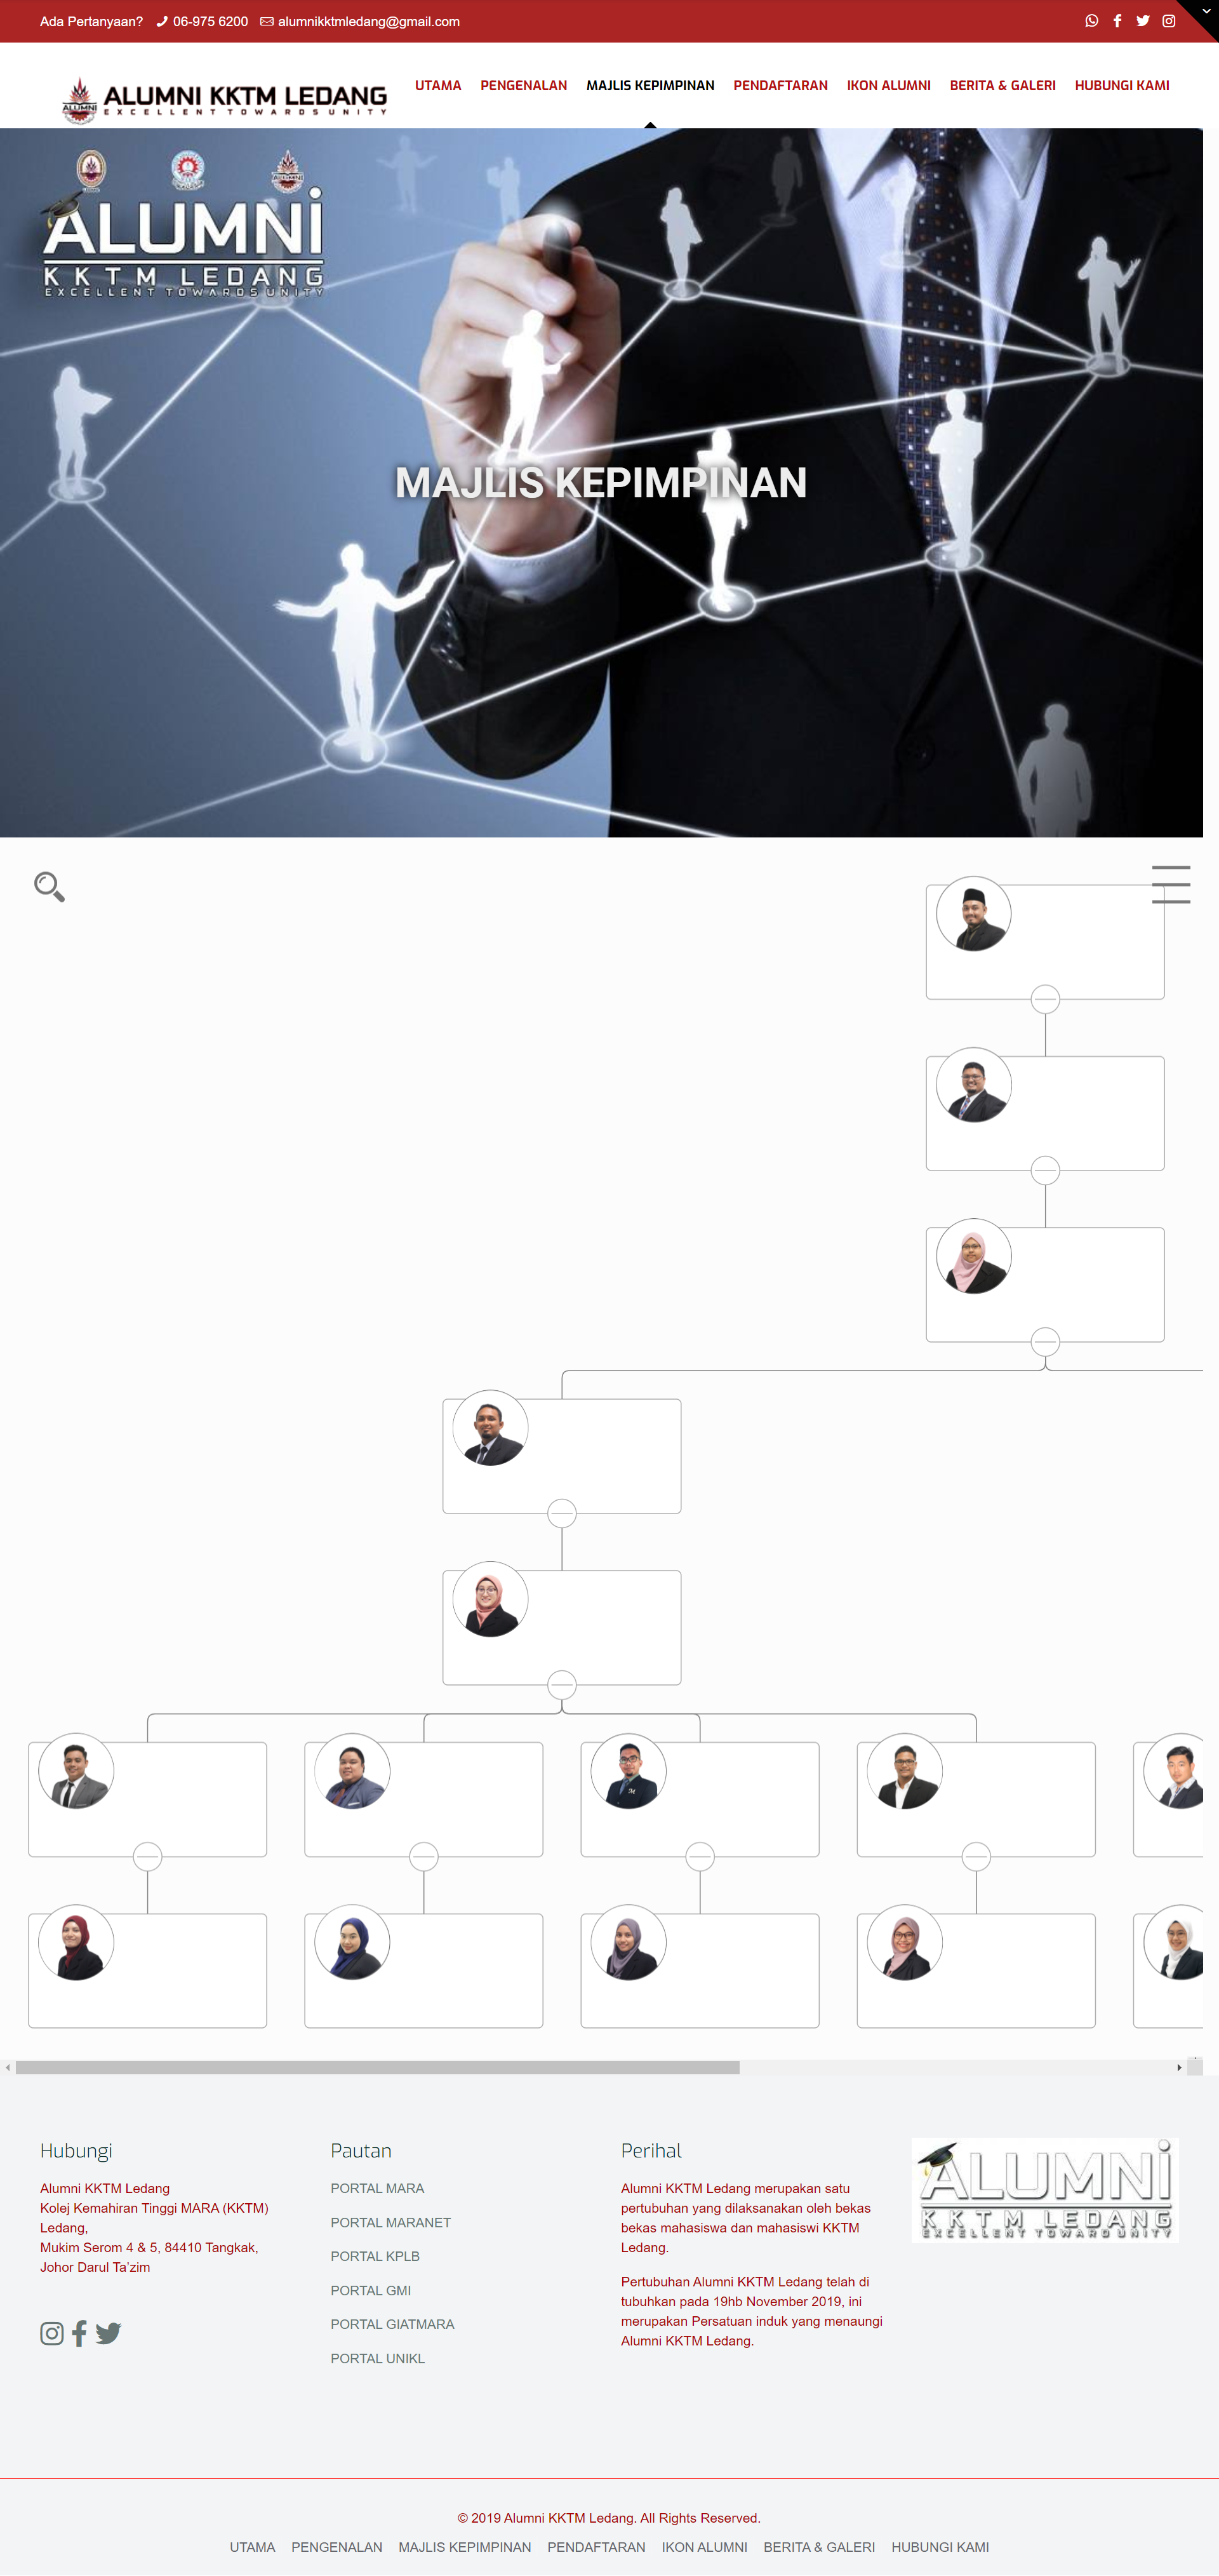 Ada Pertanyaan? 06-975 6200 alumnikktmledang@gmail.com
ALUMNI KKTM LEDANG
EXCELLENT TOWARDS UNITY
ALUMNI
UTAMA PENGENALAN MAJLIS KEPIMPINAN PENDAFTARAN IKON ALUMNI BERITA & GALERI HUBUNGI KAMI
ALUMNi
KKTM LEDANG
EXCELLENT TOWARDS UNITY
MAJLIS KEPIMPINAN
Hubungi
Alumni KKTM Ledang
Kolej Kemahiran Tinggi MARA (KKTM)
Ledang,
Mukim Serom 4 & 5, 84410 Tangkak,
Johor Darul Ta'zim
Pautan
PORTAL MARA
PORTAL MARANET
PORTAL KPLB
PORTAL GMI
PORTAL GIATMARA
PORTAL UNIKL
Perihal
Alumni KKTM Ledang merupakan satu
pertubuhan yang dilaksanakan oleh bekas
bekas mahasiswa dan mahasiswi KKTM
Ledang.
Pertubuhan Alumni KKTM Ledang telah di
tubuhkan pada 19hb November 2019, ini
merupakan Persatuan induk yang menaungi
Alumni KKTM Ledang.
ALUMNi
KKTM LEDANG
EXCELLENT TOWARD UNITY
© 2019 Alumni KKTM Ledang. All Rights Reserved.
UTAMA PENGENALAN MAJLIS KEPIMPINAN PENDAFTARAN IKON ALUMNI BERITA & GALERI HUBUNGI KAMI